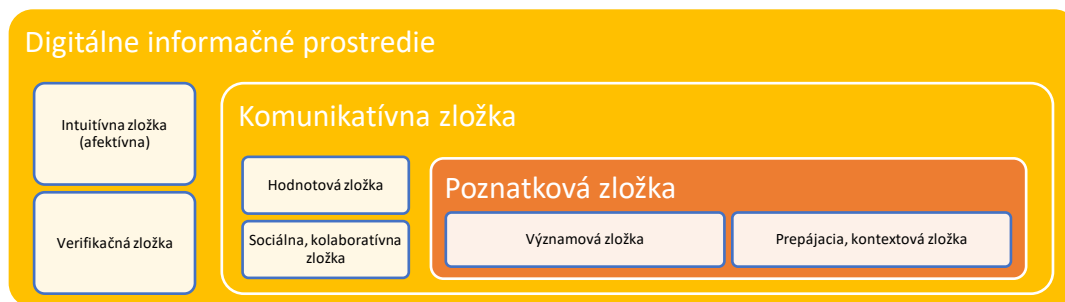 Digitálne informačné prostredie
Intuitívna zložka
(afektívna)
Verifikačná zložka
Komunikatívna zložka
Hodnotová zložka
Sociálna, kolaboratívna
zložka
Poznatková zložka
Významová zložka
Prepájacia, kontextová zložka